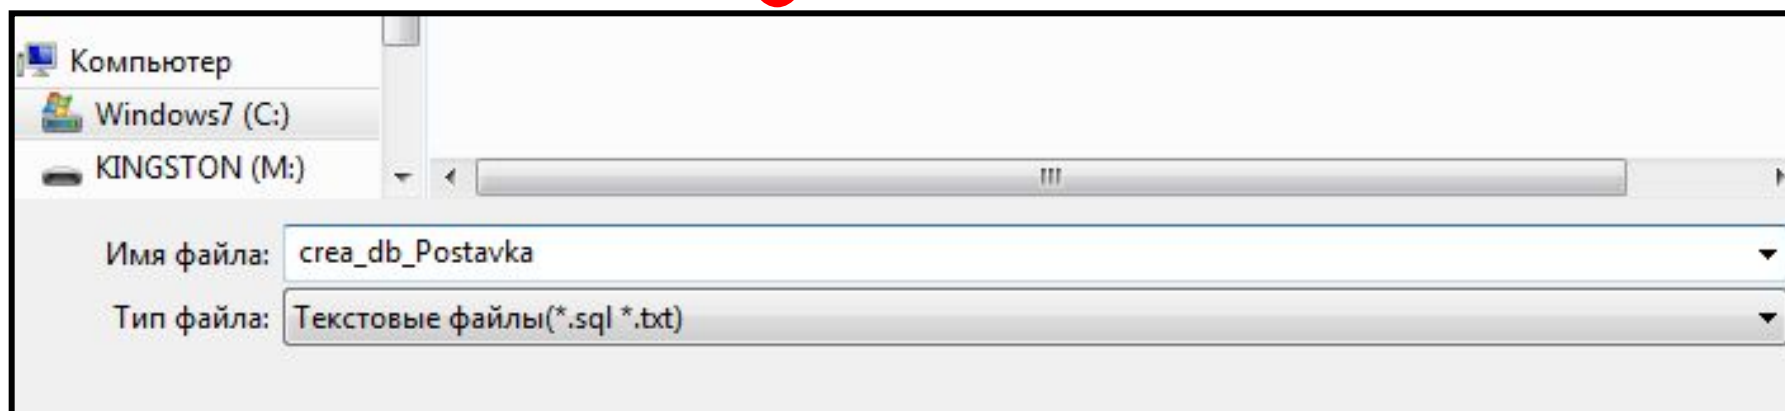 Компьютер
Windows7 (C:)
KINGSTON (M:)
Имя файла: crea_db_Postavka
Тип файла: Текстовые файлы(*.sql *.txt)